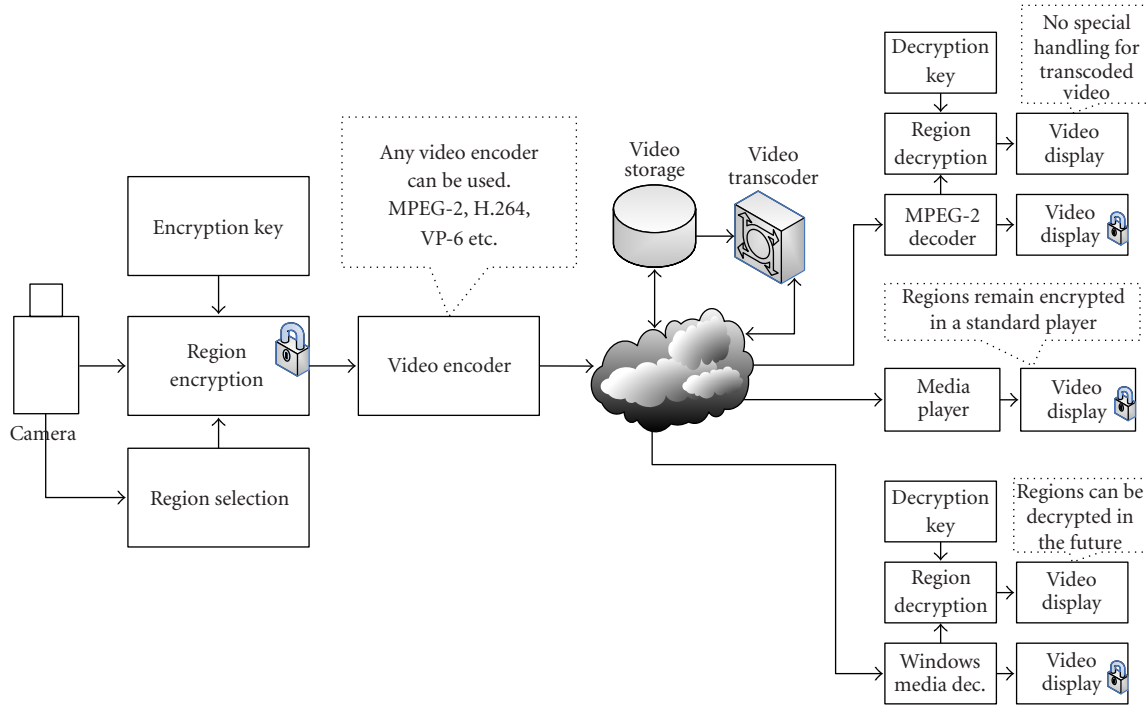 Encryption key
Camera
Region
encryption
Region selection
Any video encoder
can be used.
MPEG-2, H.264,
VP-6 etc.
Video encoder
Video
storage
Video
transcoder
Decryption
key
No special
handling for
transcoded
video
Region
decryption
Video
display
MPEG-2
decoder
Video
display
Regions remain encrypted
in a standard player
Media
player
Video
display
Decryption
key
Regions can be
decrypted in
the future
Region
decryption
Video
display
Windows
media dec.
Video
display